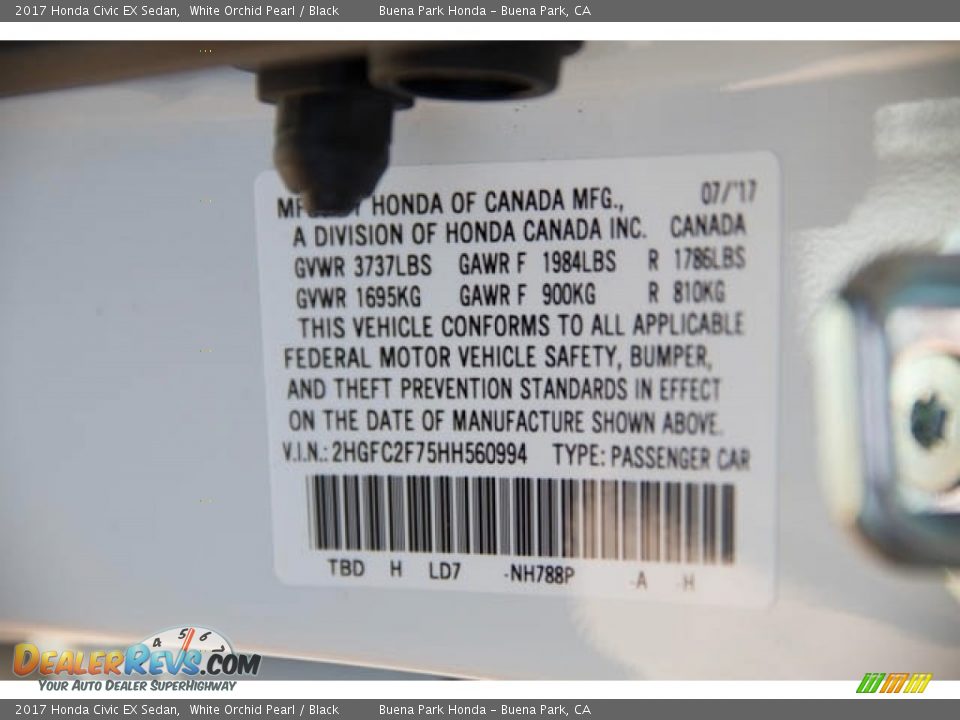 2017 Honda Civic EX Sedan, White Orchid Pearl / Black Buena Park Honda – Buena Park, CA
HONDA OF CANADA MFG., 07/'17
A DIVISION OF HONDA CANADA INC. CANADA
GVWR 3737LBS GAWR F 1984LBS R 1786LBS
GVWR 1695KG GAWR F 900KG R 810KG
THIS VEHICLE CONFORMS TO ALL APPLICABLE
FEDERAL MOTOR VEHICLE SAFETY, BUMPER,
AND THEFT PREVENTION STANDARDS IN EFFECT
ON THE DATE OF MANUFACTURE SHOWN ABOVE.
V.I.N.: 2HGFC2F75HH560994 TYPE: PASSENGER CAR
TBD H LD7 -NH788P -A -H
4 5 6 7
DEALERREVS.COM
YOUR AUTO DEALER SUPERHIGHWAY
2017 Honda Civic EX Sedan, White Orchid Pearl / Black Buena Park Honda – Buena Park, CA